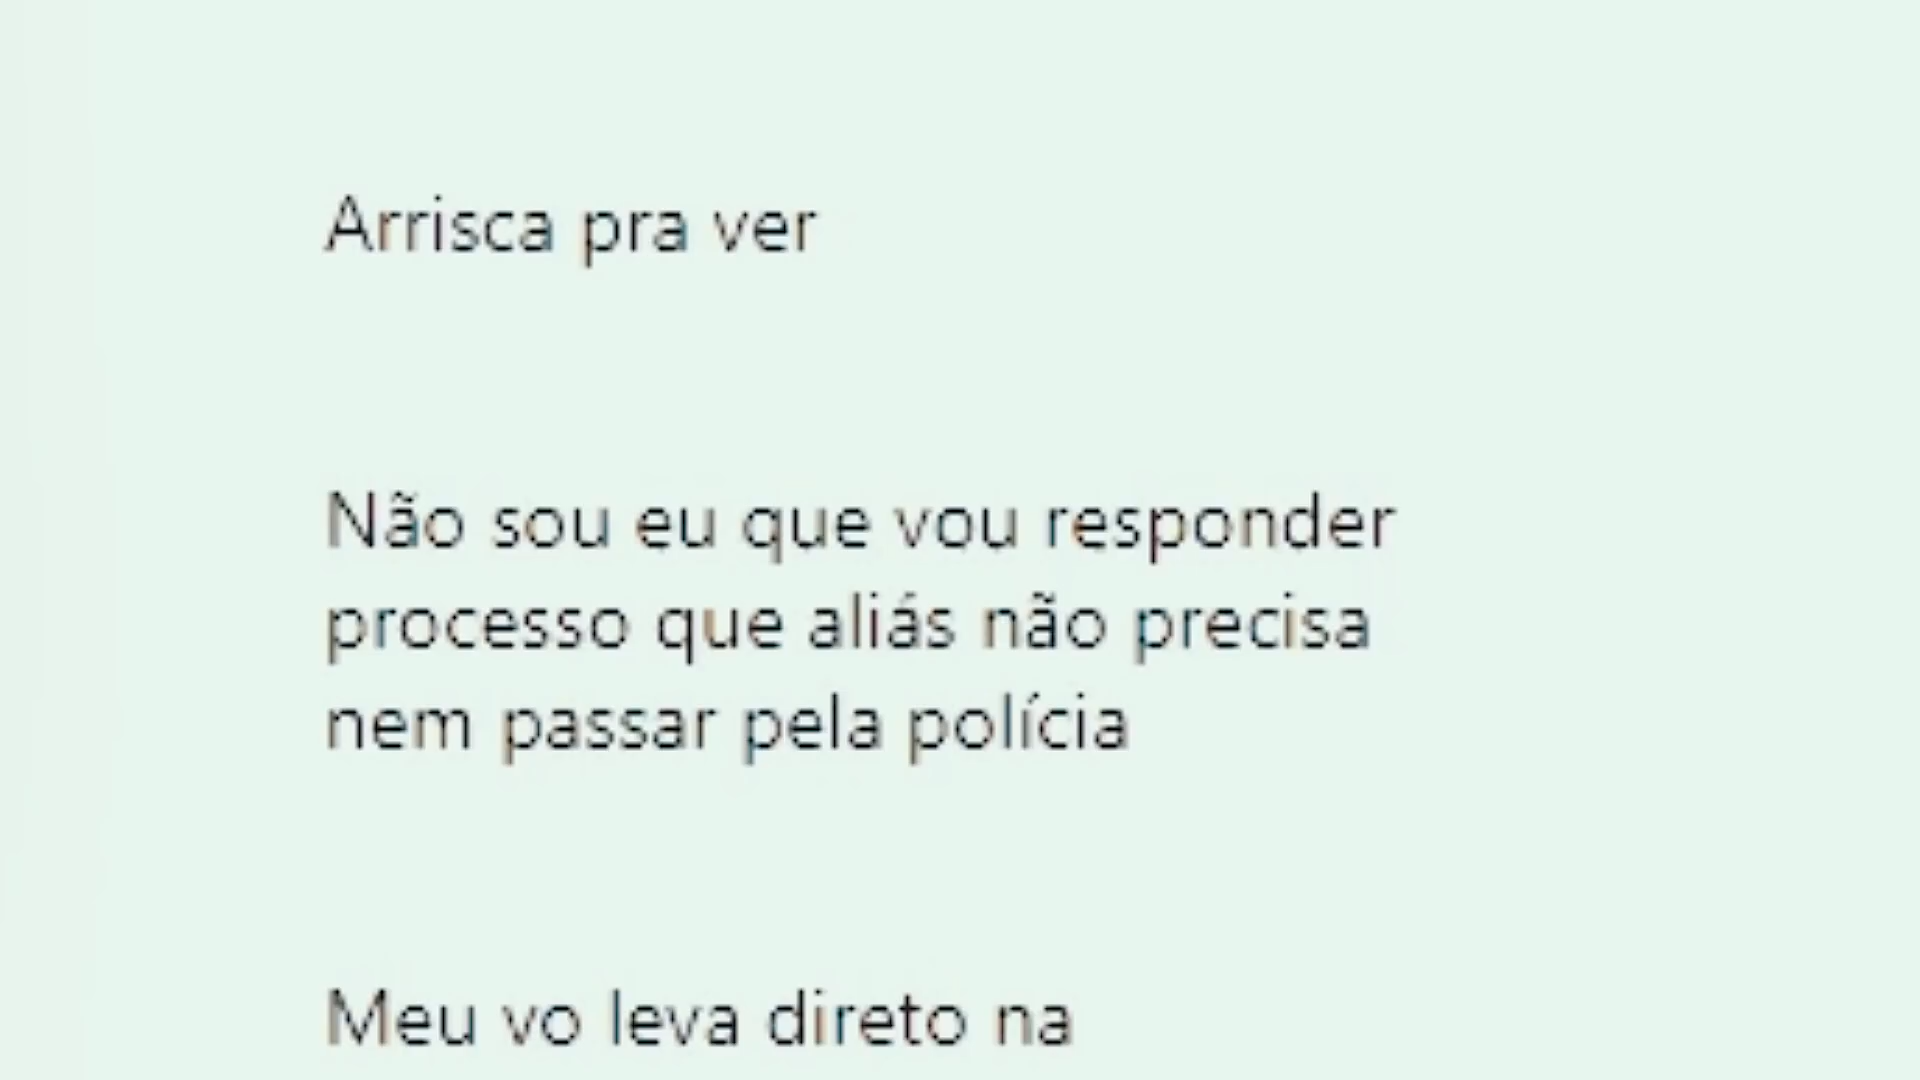 Arrisca pra ver
Não sou eu que vou responder
processo que aliás não precisa
nem passar pela polícia
Meu vo leva direto na